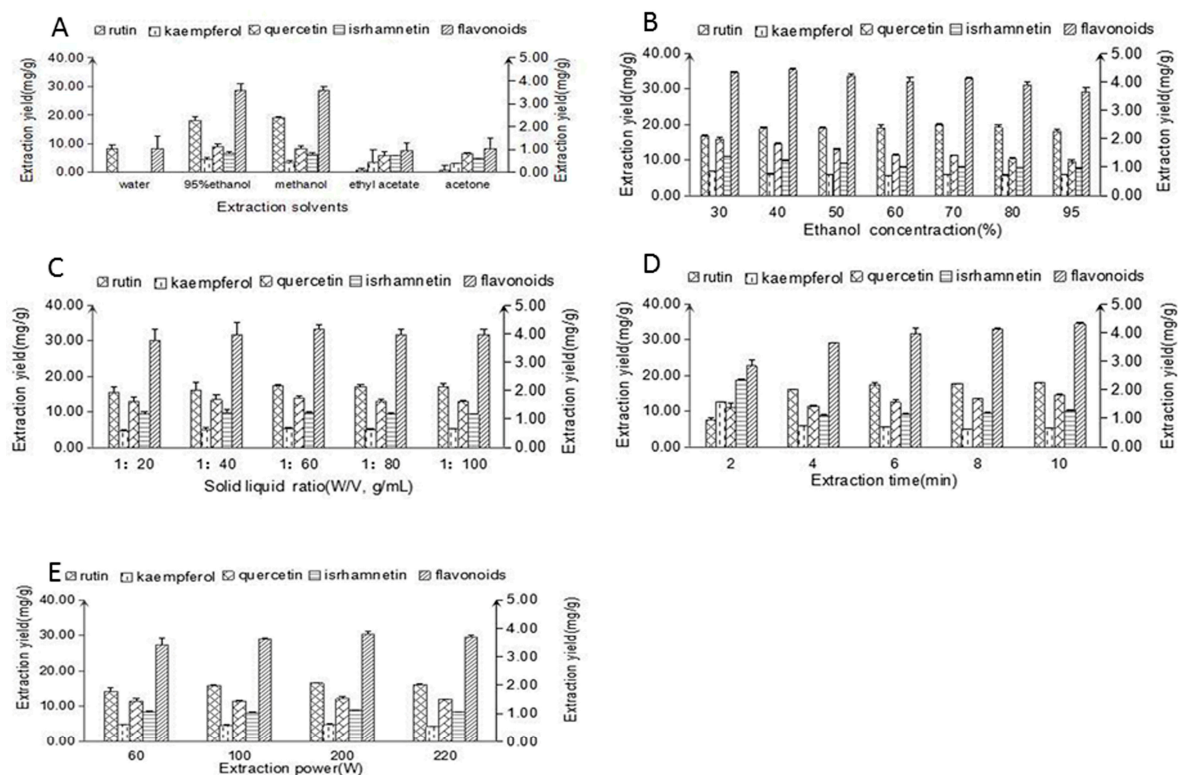 A
rutin kaempferol quercetin isrhamnetin flavonoids
Extraction yield(mg/g)
40.00
30.00
20.00
10.00
0.00
5.00
4.00
3.00
2.00
1.00
0.00
Extraction yield(mg/g)
water 95%ethanol methanol ethyl acetate acetone
Extraction solvents
B
rutin kaempferol quercetin isrhamnetin flavonoids
Extraction yield(mg/g)
40.00
30.00
20.00
10.00
0.00
5.00
4.00
3.00
2.00
1.00
0.00
Extracton yield(mg/g)
30 40 50 60 70 80 95
Ethanol concentraction(%)
C
rutin kaempferol quercetin isrhamnetin flavonoids
Extraction yield(mg/g)
40.00
30.00
20.00
10.00
0.00
5.00
4.00
3.00
2.00
1.00
0.00
Extraction yield(mg/g)
1: 20 1: 40 1: 60 1: 80 1: 100
Solid liquid ratio(W/V, g/mL)
D
rutin kaempferol quercetin isrhamnetin flavonoids
Extraction yield(mg/g)
40.00
30.00
20.00
10.00
0.00
5.00
4.00
3.00
2.00
1.00
0.00
Extraction yield(mg/g)
2 4 6 8 10
Extraction time(min)
E
rutin kaempferol quercetin isrhamnetin flavonoids
Extraction yield(mg/g)
40.00
30.00
20.00
10.00
0.00
5.00
4.00
3.00
2.00
1.00
0.00
Extraction yield(mg/g)
60 100 200 220
Extraction power(W)